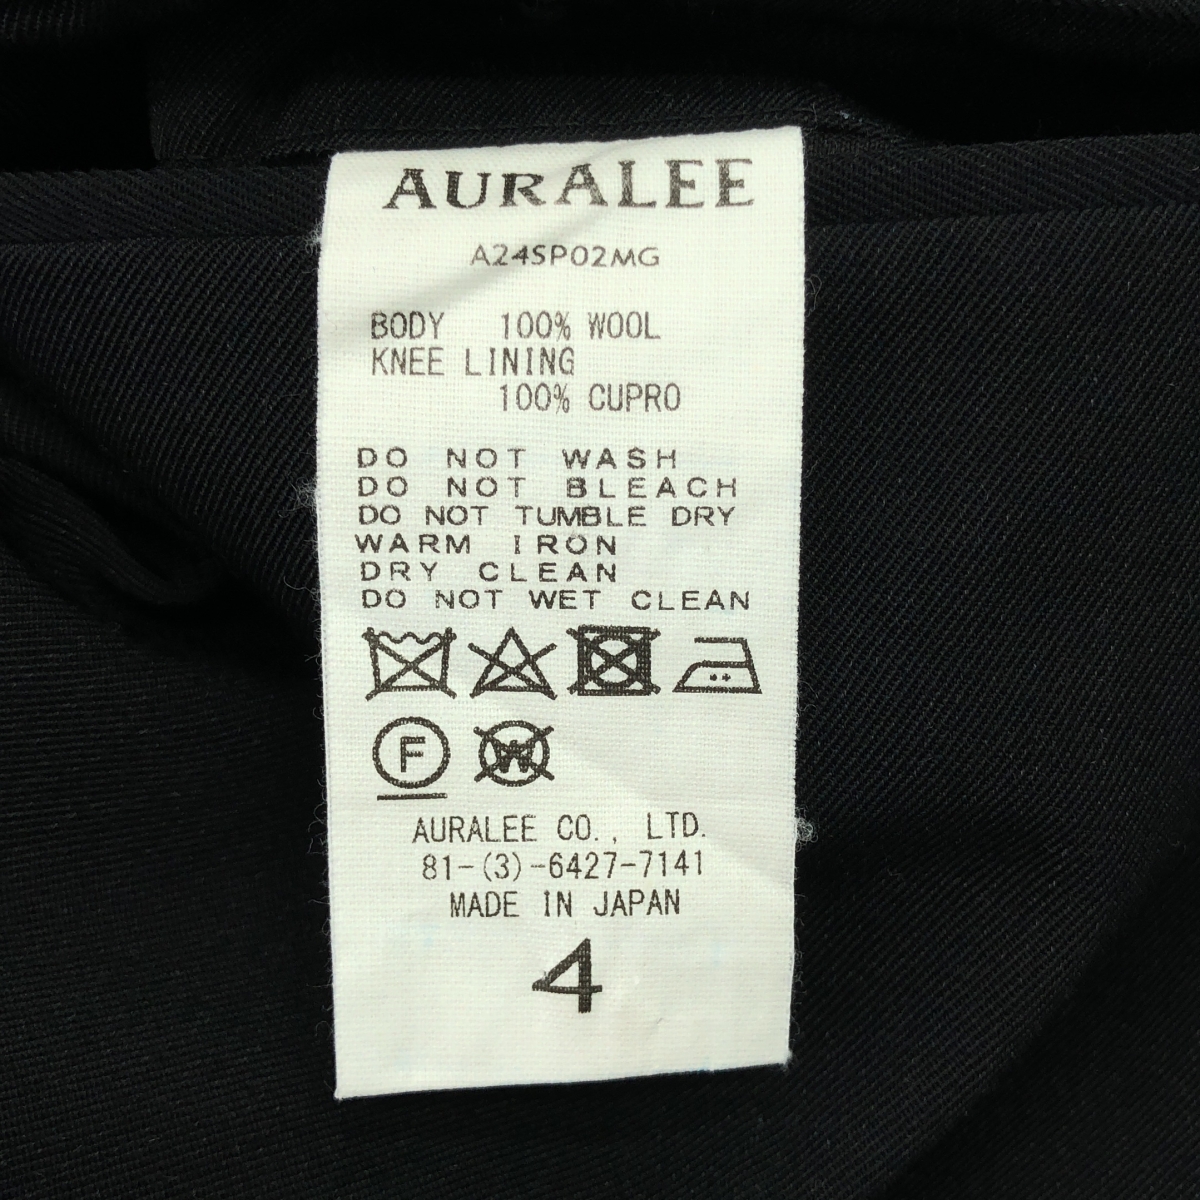 AURALEE
A24SP02MG
BODY 100% WOOL
KNEE LINING
100% CUPRO
DO NOT WASH
DO NOT BLEACH
DO NOT TUMBLE DRY
WARM IRON
DRY CLEAN
DO NOT WET CLEAN
F W
AURALEE CO., LTD.
81-(3)-6427-7141
MADE IN JAPAN
4